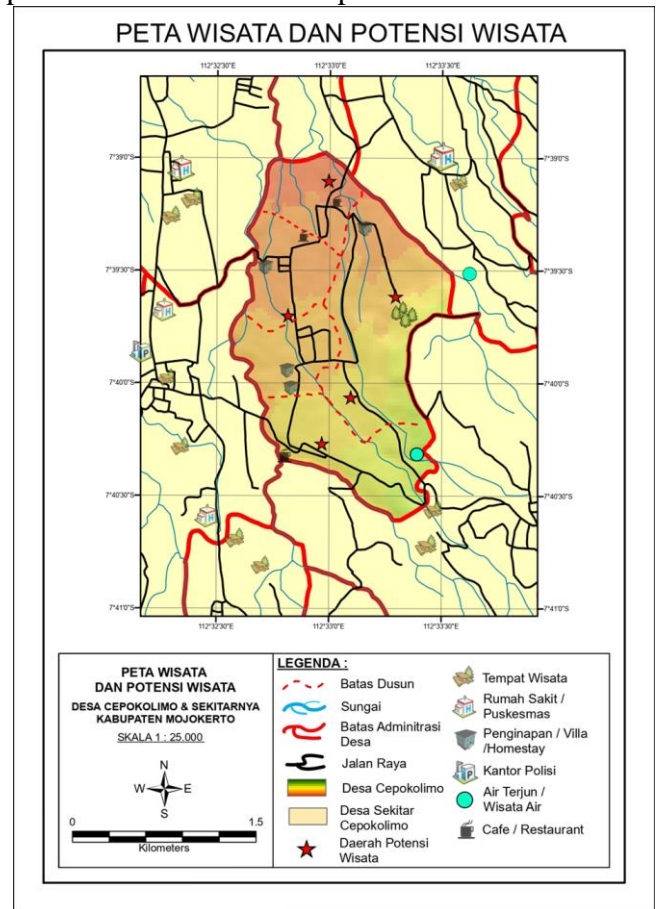 PETA WISATA DAN POTENSI WISATA
112°32'30"E 112°33'0"E 112°33'30"E
7°39'0"S 7°39'0"S
7°39'30"S 7°39'30"S
7°40'0"S 7°40'0"S
7°40'30"S 7°40'30"S
7°41'0"S 7°41'0"S
112°32'30"E 112°33'0"E 112°33'30"E
PETA WISATA
DAN POTENSI WISATA
DESA CEPOKOLIMO & SEKITARNYA
KABUPATEN MOJOKERTO
SKALA 1 : 25.000
N
W E
S
0 1.5
Kilometers
LEGENDA :
Batas Dusun
Sungai
Batas Adminitrasi
Desa
Jalan Raya
Desa Cepokolimo
Desa Sekitar
Cepokolimo
Daerah Potensi
Wisata
Tempat Wisata
Rumah Sakit /
Puskesmas
Penginapan / Villa
/Homestay
Kantor Polisi
Air Terjun /
Wisata Air
Cafe / Restaurant